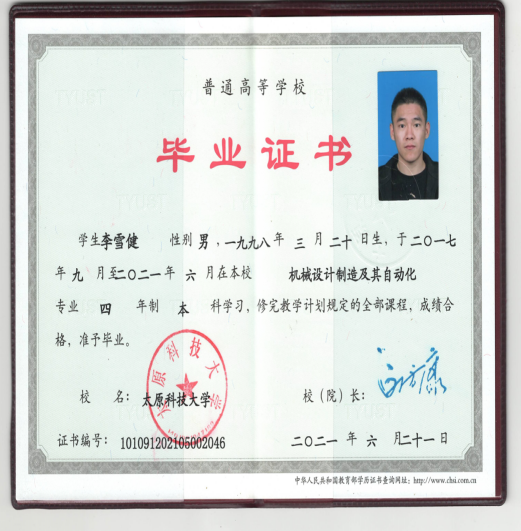 普通高等学校
毕业证书
学生李雪健 性别男，一九九八年 三 月二十日生，于二〇一七
年 九 月至二〇二一年 六 月在本校 机械设计制造及其自动化
专业 四 年制 本 科学习，修完教学计划规定的全部课程，成绩合
格，准予毕业。
校 名：太原科技大学 校（院）长：
太原科技大学
证书编号： 101091202105002046 二〇二一 年 六 月二十一日
中华人民共和国教育部学历证书查询网址：http://www.chsi.com.cn